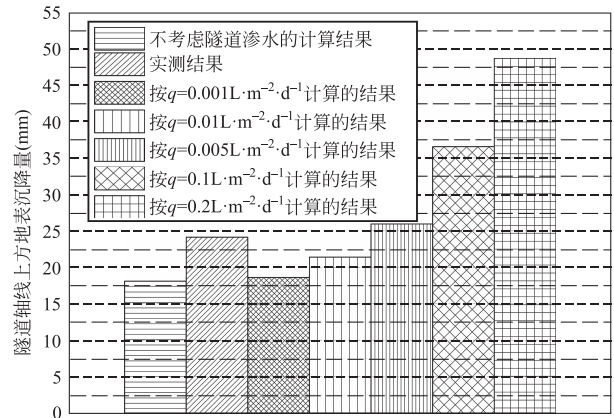 55
50
45
40
35
30
25
20
15
10
5
0
隧道轴线上方地表沉降量(mm)
不考虑隧道渗水的计算结果
实测结果
按q=0.001L·m⁻²·d⁻¹计算的结果
按q=0.01L·m⁻²·d⁻¹计算的结果
按q=0.005L·m⁻²·d⁻¹计算的结果
按q=0.1L·m⁻²·d⁻¹计算的结果
按q=0.2L·m⁻²·d⁻¹计算的结果